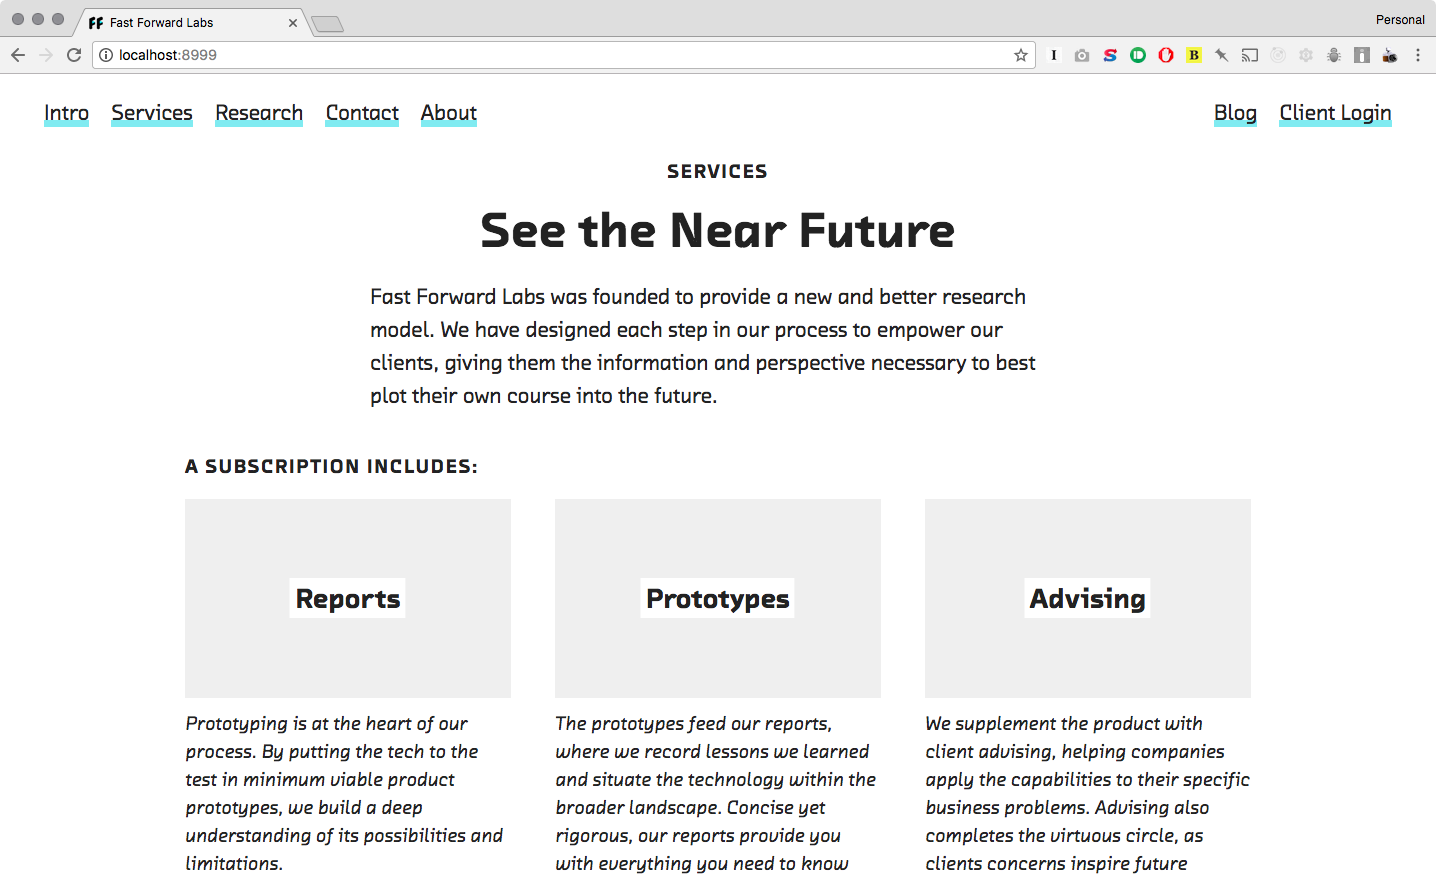 FF Fast Forward Labs
Personal
localhost:8999
Intro Services Research Contact About Blog Client Login
SERVICES
See the Near Future
Fast Forward Labs was founded to provide a new and better research
model. We have designed each step in our process to empower our
clients, giving them the information and perspective necessary to best
plot their own course into the future.
A SUBSCRIPTION INCLUDES:
Reports
Prototyping is at the heart of our
process. By putting the tech to the
test in minimum viable product
prototypes, we build a deep
understanding of its possibilities and
limitations.
Prototypes
The prototypes feed our reports,
where we record lessons we learned
and situate the technology within the
broader landscape. Concise yet
rigorous, our reports provide you
with everything you need to know
Advising
We supplement the product with
client advising, helping companies
apply the capabilities to their specific
business problems. Advising also
completes the virtuous circle, as
clients concerns inspire future